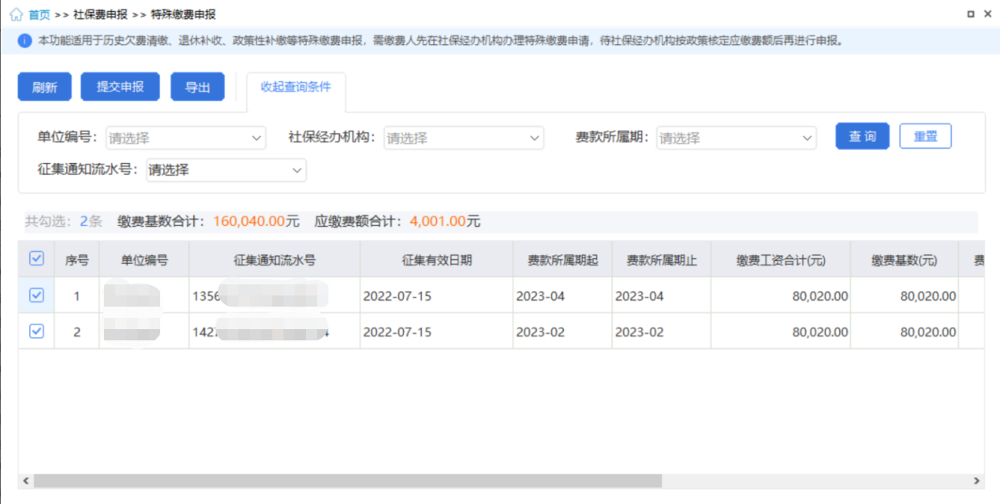 首页 >> 社保费申报 >> 特殊缴费申报
本功能适用于历史欠费清缴、退休补收、政策性补缴等特殊缴费申报，需缴费人先在社保经办机构办理特殊缴费申请，待社保经办机构按政策核定应缴费额后再进行申报。
刷新 提交申报 导出 收起查询条件
单位编号： 请选择 社保经办机构： 请选择 费款所属期： 请选择 查询 重置
征集通知流水号： 请选择
共勾选：2条 缴费基数合计：160,040.00元 应缴费额合计：4,001.00元
序号 单位编号 征集通知流水号 征集有效日期 费款所属期起 费款所属期止 缴费工资合计(元) 缴费基数(元) 费
1 1356 2022-07-15 2023-04 2023-04 80,020.00 80,020.00
2 142 2022-07-15 2023-02 2023-02 80,020.00 80,020.00